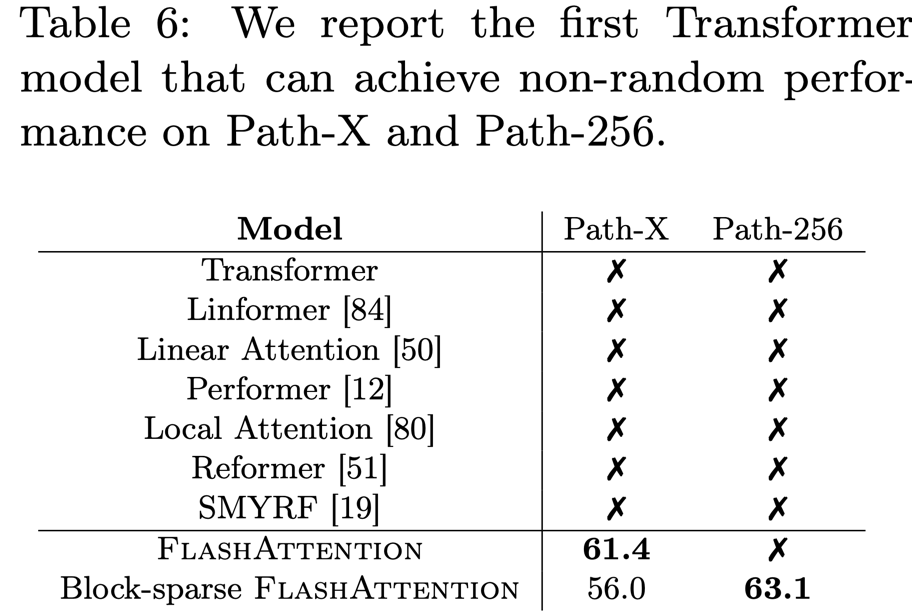 Table 6: We report the first Transformer
model that can achieve non-random perfor-
mance on Path-X and Path-256.
Model Path-X Path-256
Transformer ✗ ✗
Linformer [84] ✗ ✗
Linear Attention [50] ✗ ✗
Performer [12] ✗ ✗
Local Attention [80] ✗ ✗
Reformer [51] ✗ ✗
SMYRF [19] ✗ ✗
FLASHATTENTION 61.4 ✗
Block-sparse FLASHATTENTION 56.0 63.1